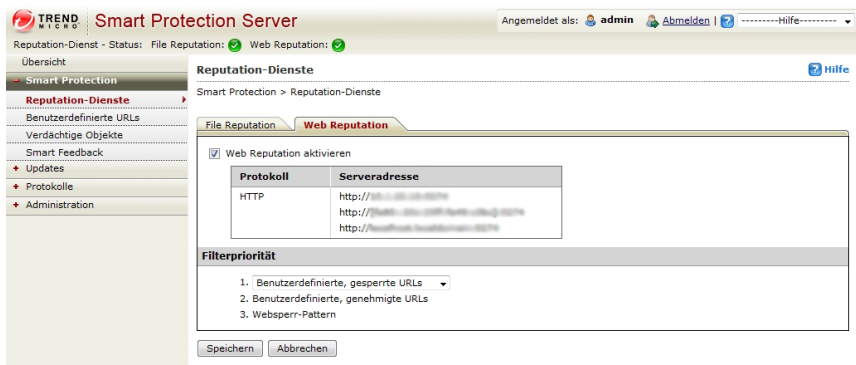 TREND MICRO Smart Protection Server
Angemeldet als: admin Abmelden ---------Hilfe---------
Reputation-Dienst - Status: File Reputation: Web Reputation:
Übersicht
Smart Protection
Reputation-Dienste
Benutzerdefinierte URLs
Verdächtige Objekte
Smart Feedback
Updates
Protokolle
Administration
Reputation-Dienste
Hilfe
Smart Protection > Reputation-Dienste
File Reputation Web Reputation
Web Reputation aktivieren
Protokoll Serveradresse
HTTP http://
http://
http://
Filterpriorität
1. Benutzerdefinierte, gesperrte URLs
2. Benutzerdefinierte, genehmigte URLs
3. Websperr-Pattern
Speichern Abbrechen